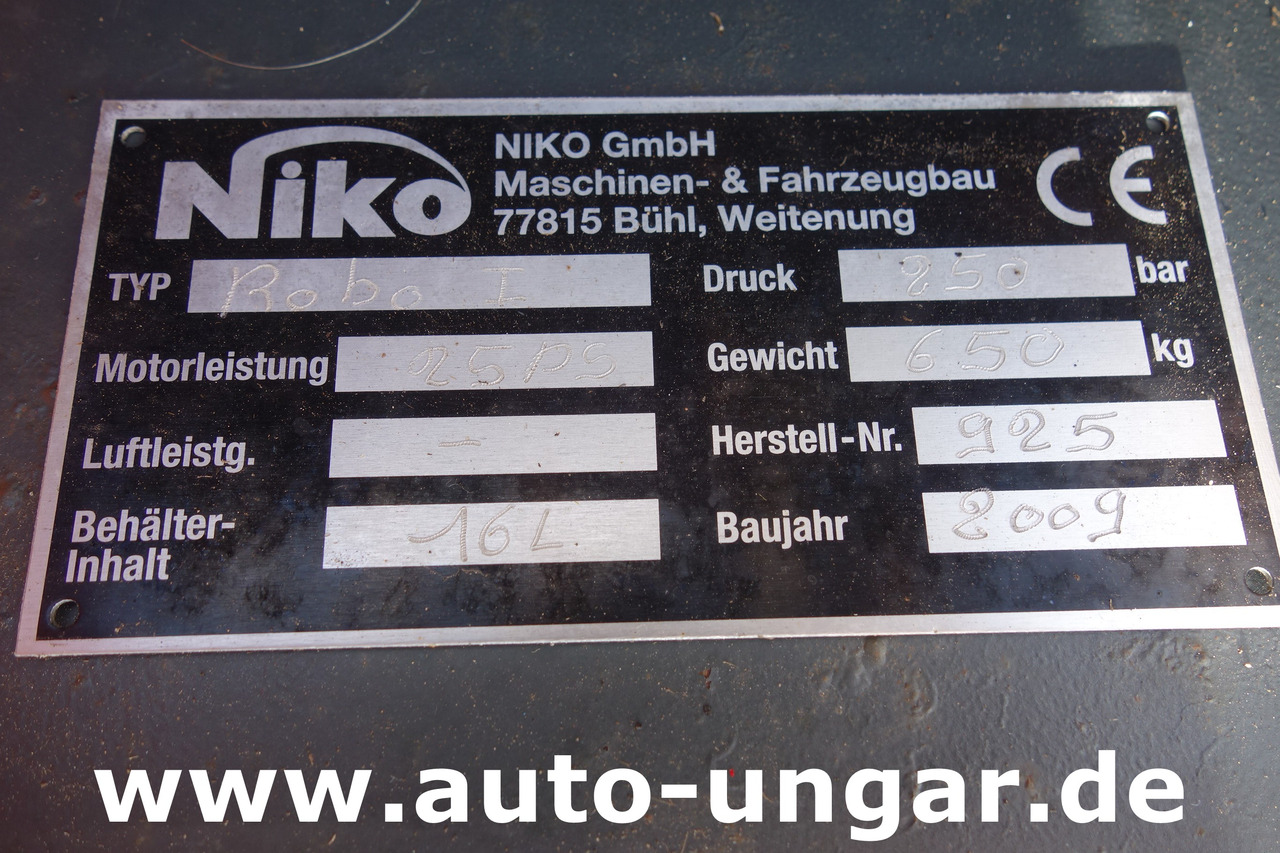 Niko
NIKO GmbH
Maschinen- & Fahrzeugbau
77815 Bühl, Weitenung
CE
TYP Robo I
Motorleistung 25PS
Luftleistg. -
Behälter-
Inhalt 16L
Druck 250 bar
Gewicht 650 kg
Herstell-Nr. 925
Baujahr 2009
www.auto-ungar.de